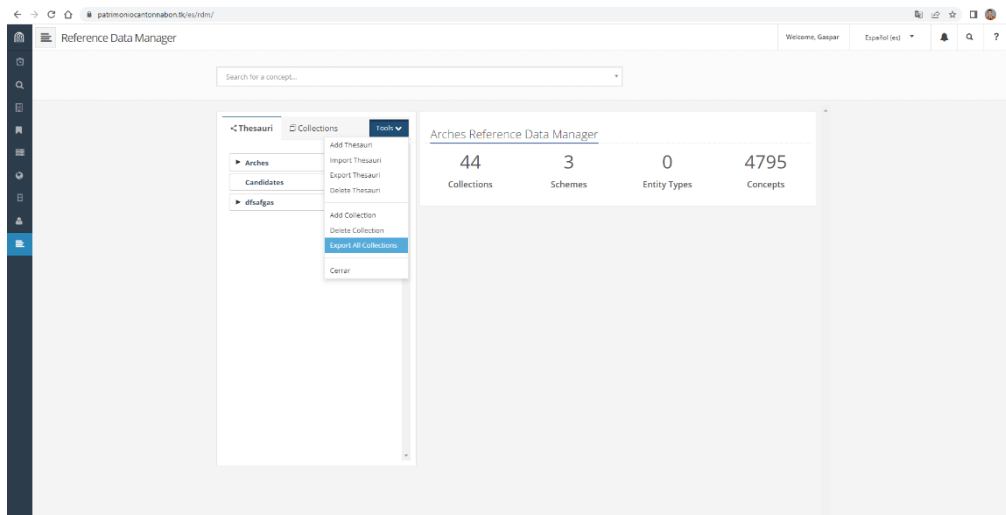 patrimoniocantonnabon.tk/es/rdm/
Reference Data Manager
Welcome, Gaspar
Español (es)
?
Search for a concept...
Thesauri
Collections
Tools
Add Thesauri
Import Thesauri
Export Thesauri
Delete Thesauri
Add Collection
Delete Collection
Export All Collections
Cerrar
Arches
Candidates
dfsafgas
Arches Reference Data Manager
44 3 0 4795
Collections Schemes Entity Types Concepts